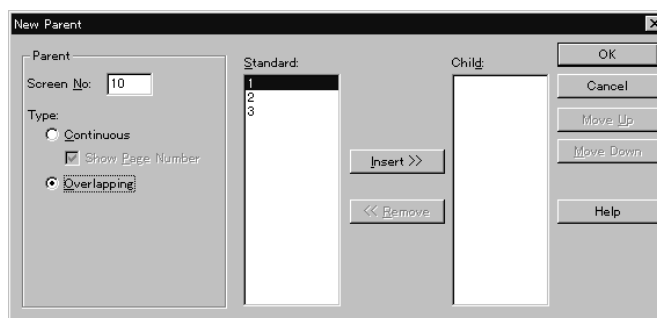 New Parent
Parent
Screen No: 10
Type:
Continuous
Show Page Number
Overlapping
Standard:
1
2
3
Insert >>
<< Remove
Child:
OK
Cancel
Move Up
Move Down
Help